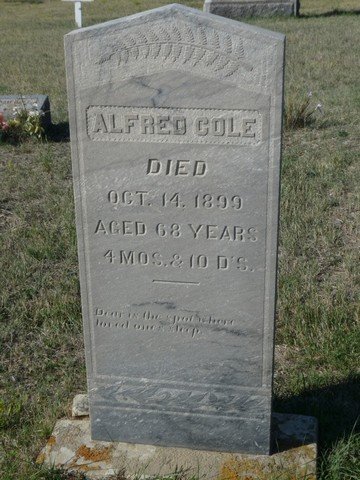 ALFRED COLE
DIED
OCT. 14. 1899
AGED 68 YEARS
4 MOS. & 10 D'S.
Dear is the spot where
loved ones sleep